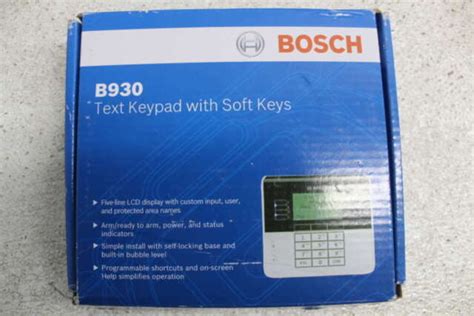 BOSCH
B930
Text Keypad with Soft Keys
▸ Five-line LCD display with custom input, user,
and protected area names
▸ Arm/ready to arm, power, and status
indicators
▸ Simple install with self-locking base and
built-in bubble level
▸ Programmable shortcuts and on-screen
Help simplifies operation